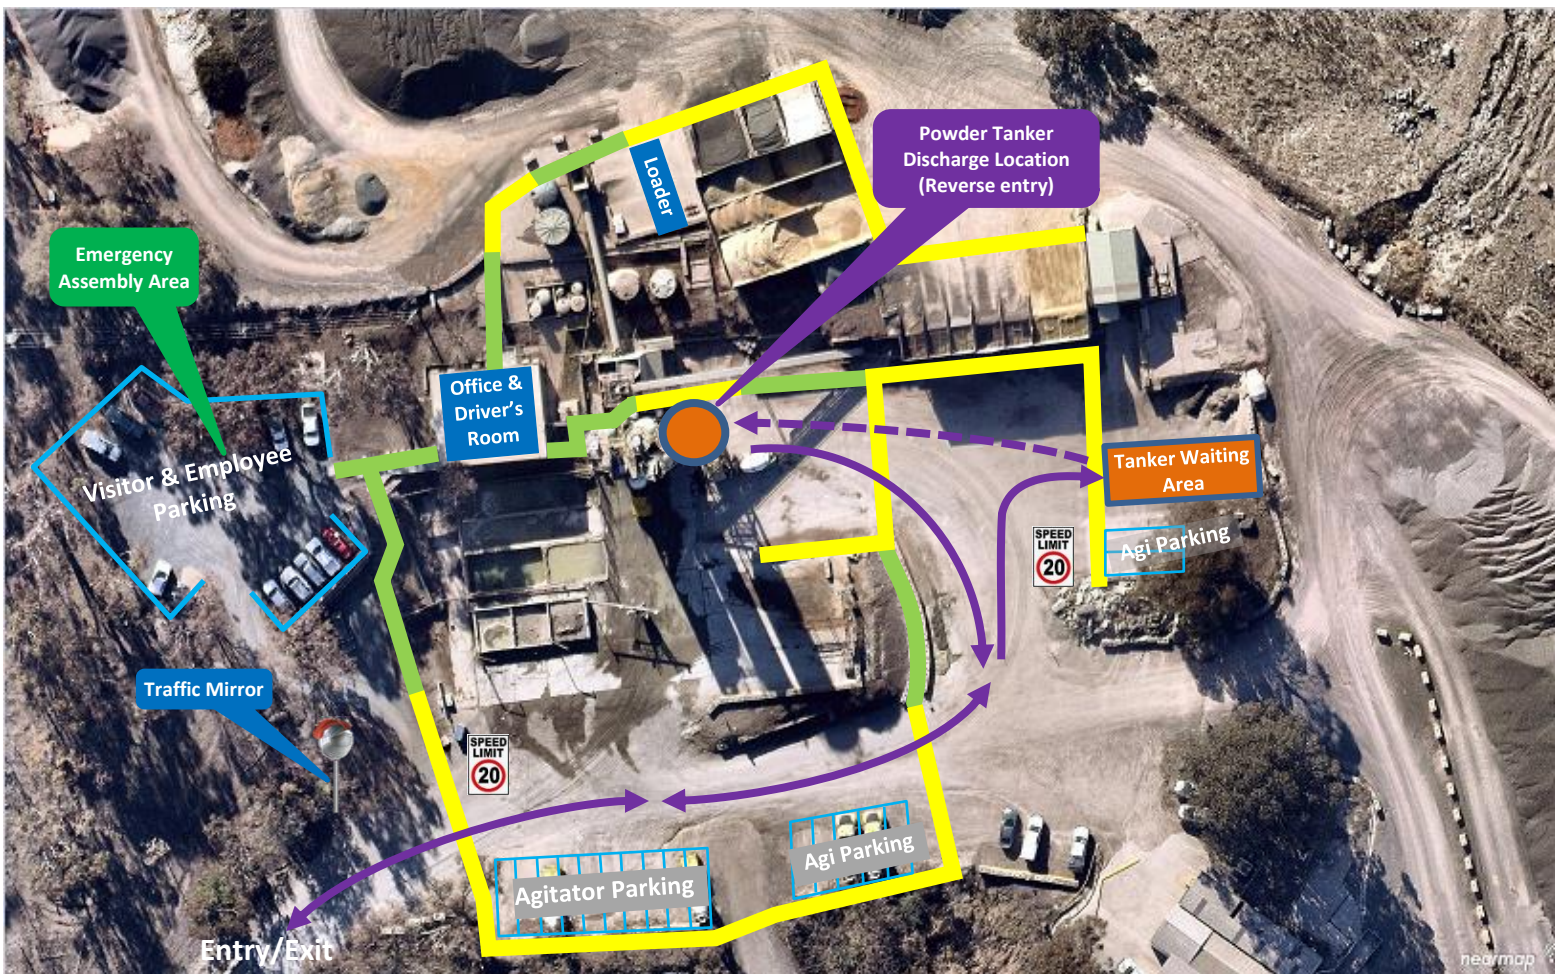 Powder Tanker
Discharge Location
(Reverse entry)
Loader
Emergency
Assembly Area
Office &
Driver's
Room
Visitor & Employee
Parking
Tanker Waiting
Area
SPEED
LIMIT
20
Agi Parking
Traffic Mirror
SPEED
LIMIT
20
Agi Parking
Agitator Parking
Entry/Exit
nearmap